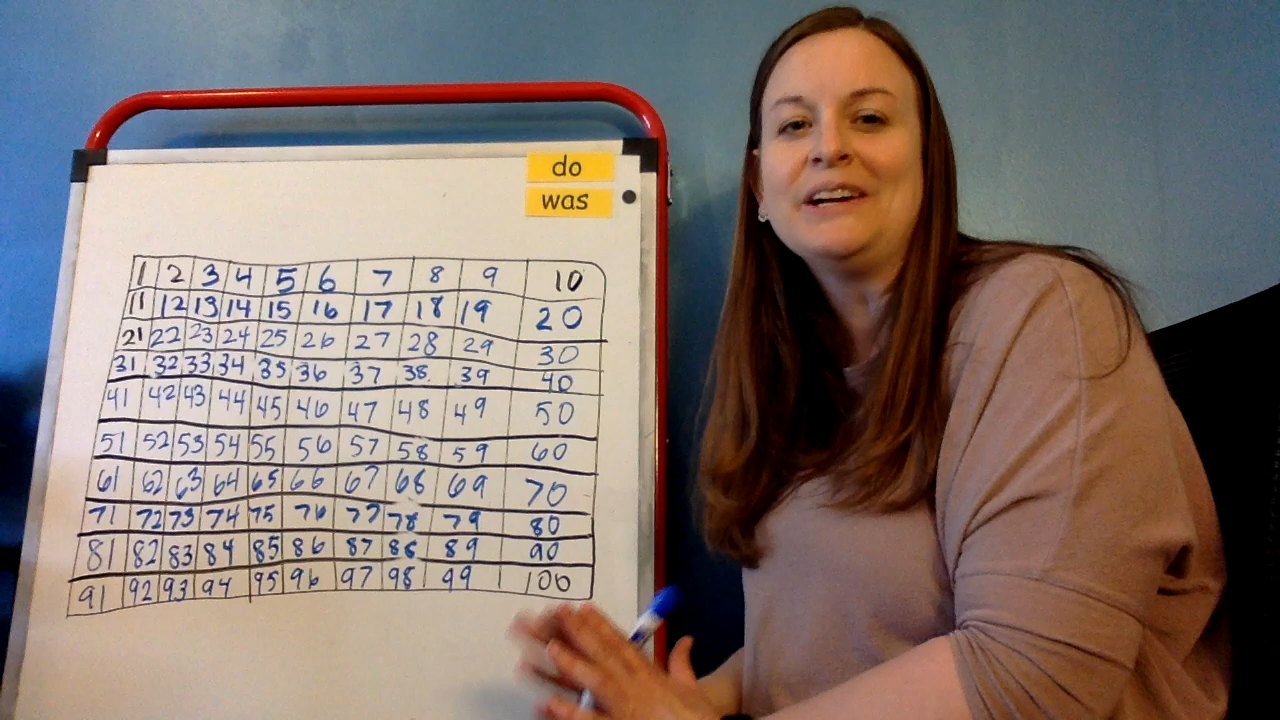 do
was
1 2 3 4 5 6 7 8 9 10
11 12 13 14 15 16 17 18 19 20
21 22 23 24 25 26 27 28 29 30
31 32 33 34 35 36 37 38 39 40
41 42 43 44 45 46 47 48 49 50
51 52 53 54 55 56 57 58 59 60
61 62 63 64 65 66 67 68 69 70
71 72 73 74 75 76 77 78 79 80
81 82 83 84 85 86 87 88 89 90
91 92 93 94 95 96 97 98 99 100